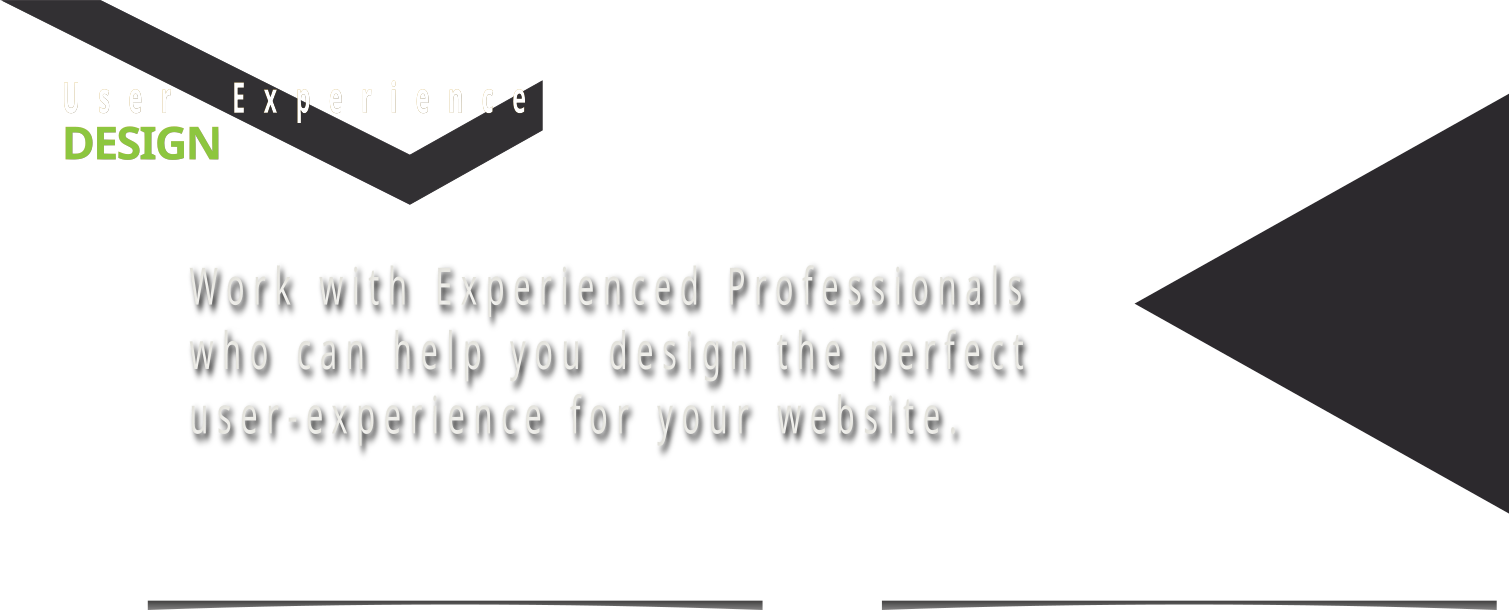 User Experience
DESIGN
Work with Experienced Professionals
who can help you design the perfect
user-experience for your website.